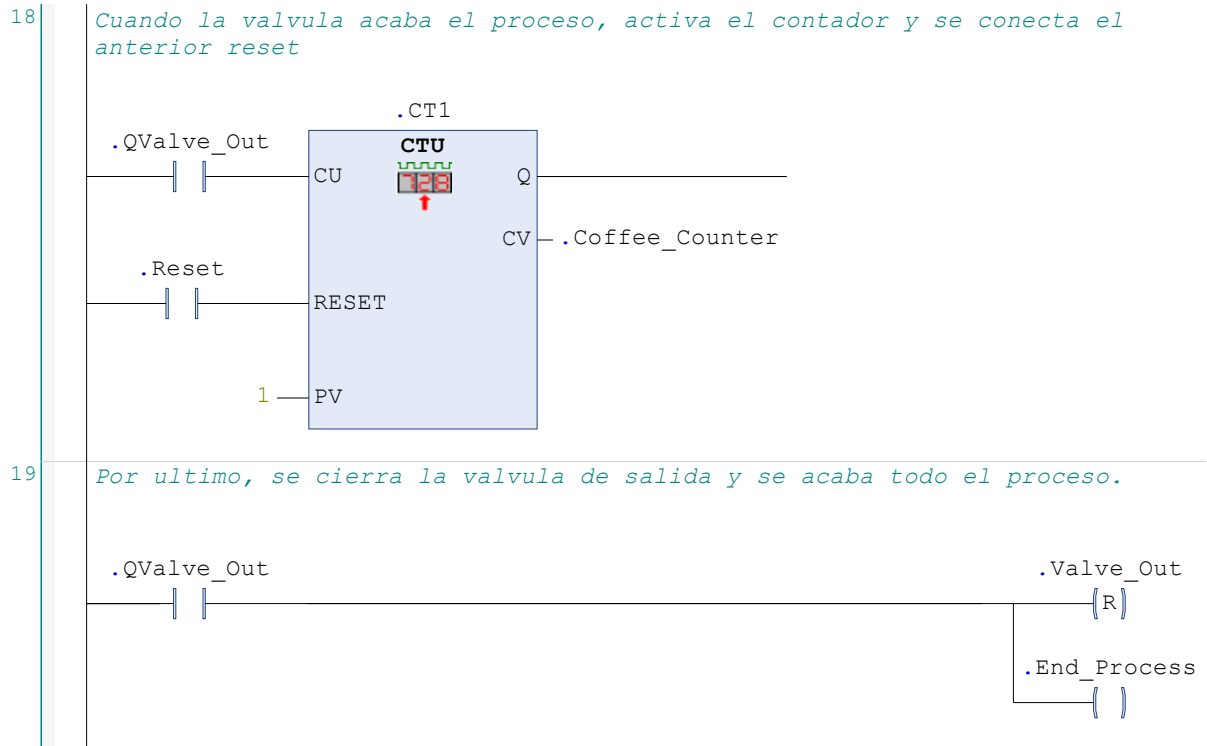 18
Cuando la valvula acaba el proceso, activa el contador y se conecta el
anterior reset
.CT1
.QValve_Out
CTU
CU
728
Q
CV
.Coffee_Counter
.Reset
RESET
1
PV
19
Por ultimo, se cierra la valvula de salida y se acaba todo el proceso.
.QValve_Out
.Valve_Out
R
.End_Process